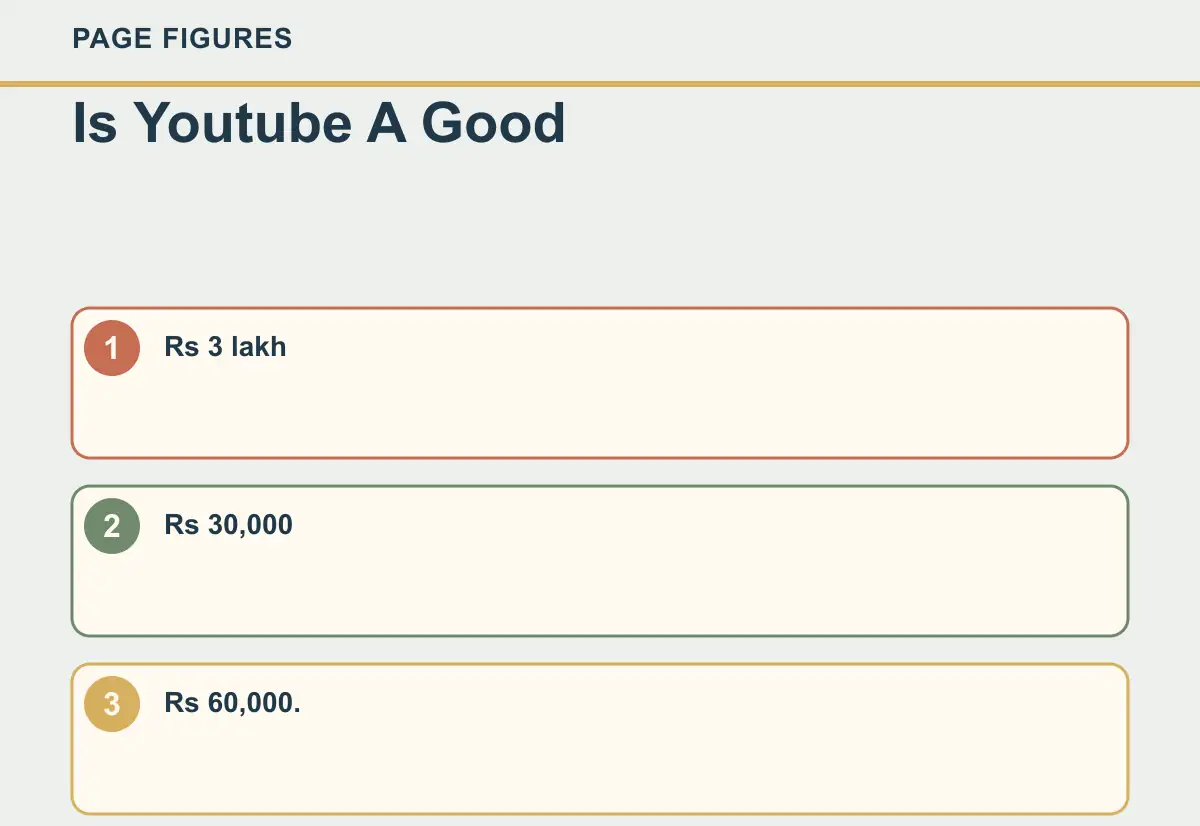 PAGE FIGURES
Is Youtube A Good
1
Rs 3 lakh
2
Rs 30,000
3
Rs 60,000.